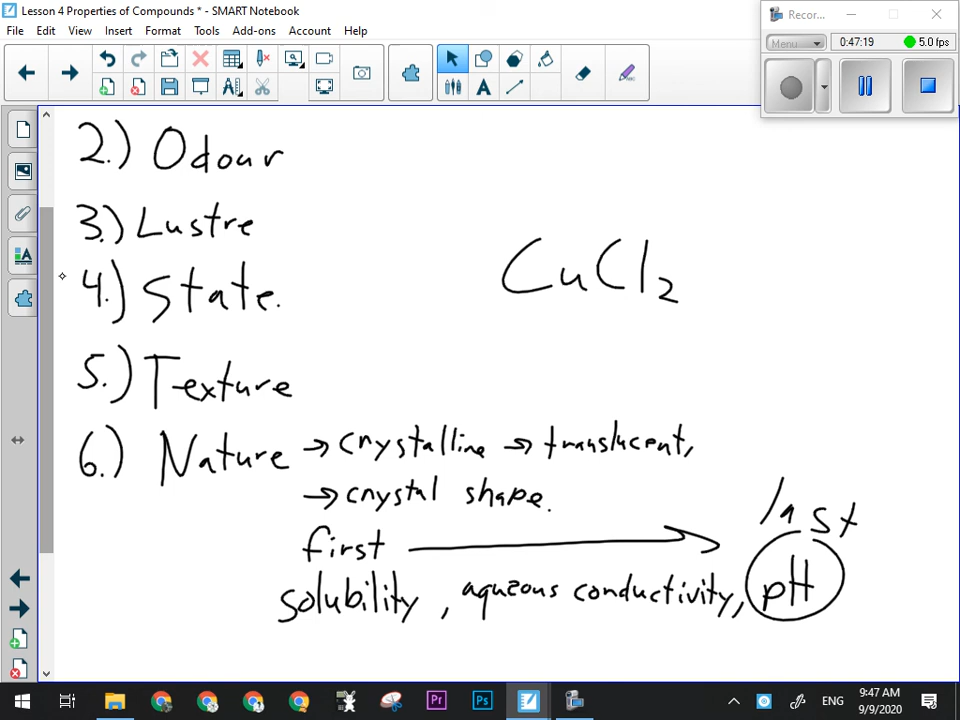 Lesson 4 Properties of Compounds * - SMART Notebook
File Edit View Insert Format Tools Add-ons Account Help
Recor...
Menu
0:47:19
5.0 fps
2.) Odour
3.) Lustre
CuCl2
4.) State.
5.) Texture
6.) Nature → crystalline → translucent,
→ crystal shape.
last
first
solubility, aqueous conductivity, pH
ENG
9:47 AM
9/9/2020